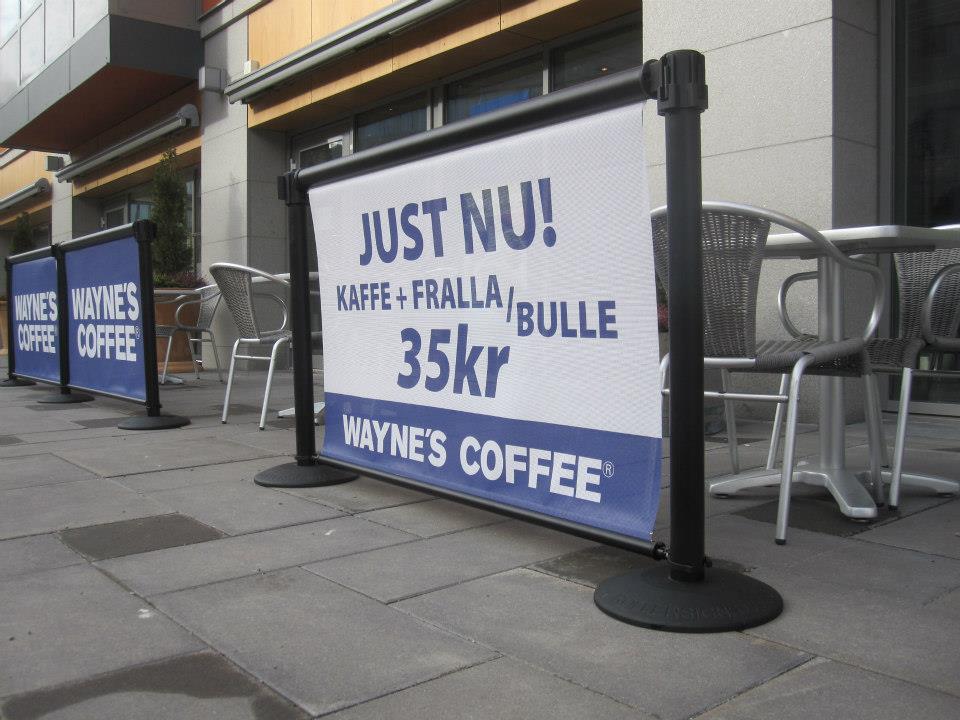 WAYNE'S
COFFEE
WAYNE'S
COFFEE®
JUST NU!
KAFFE + FRALLA/BULLE
35kr
WAYNE'S COFFEE®